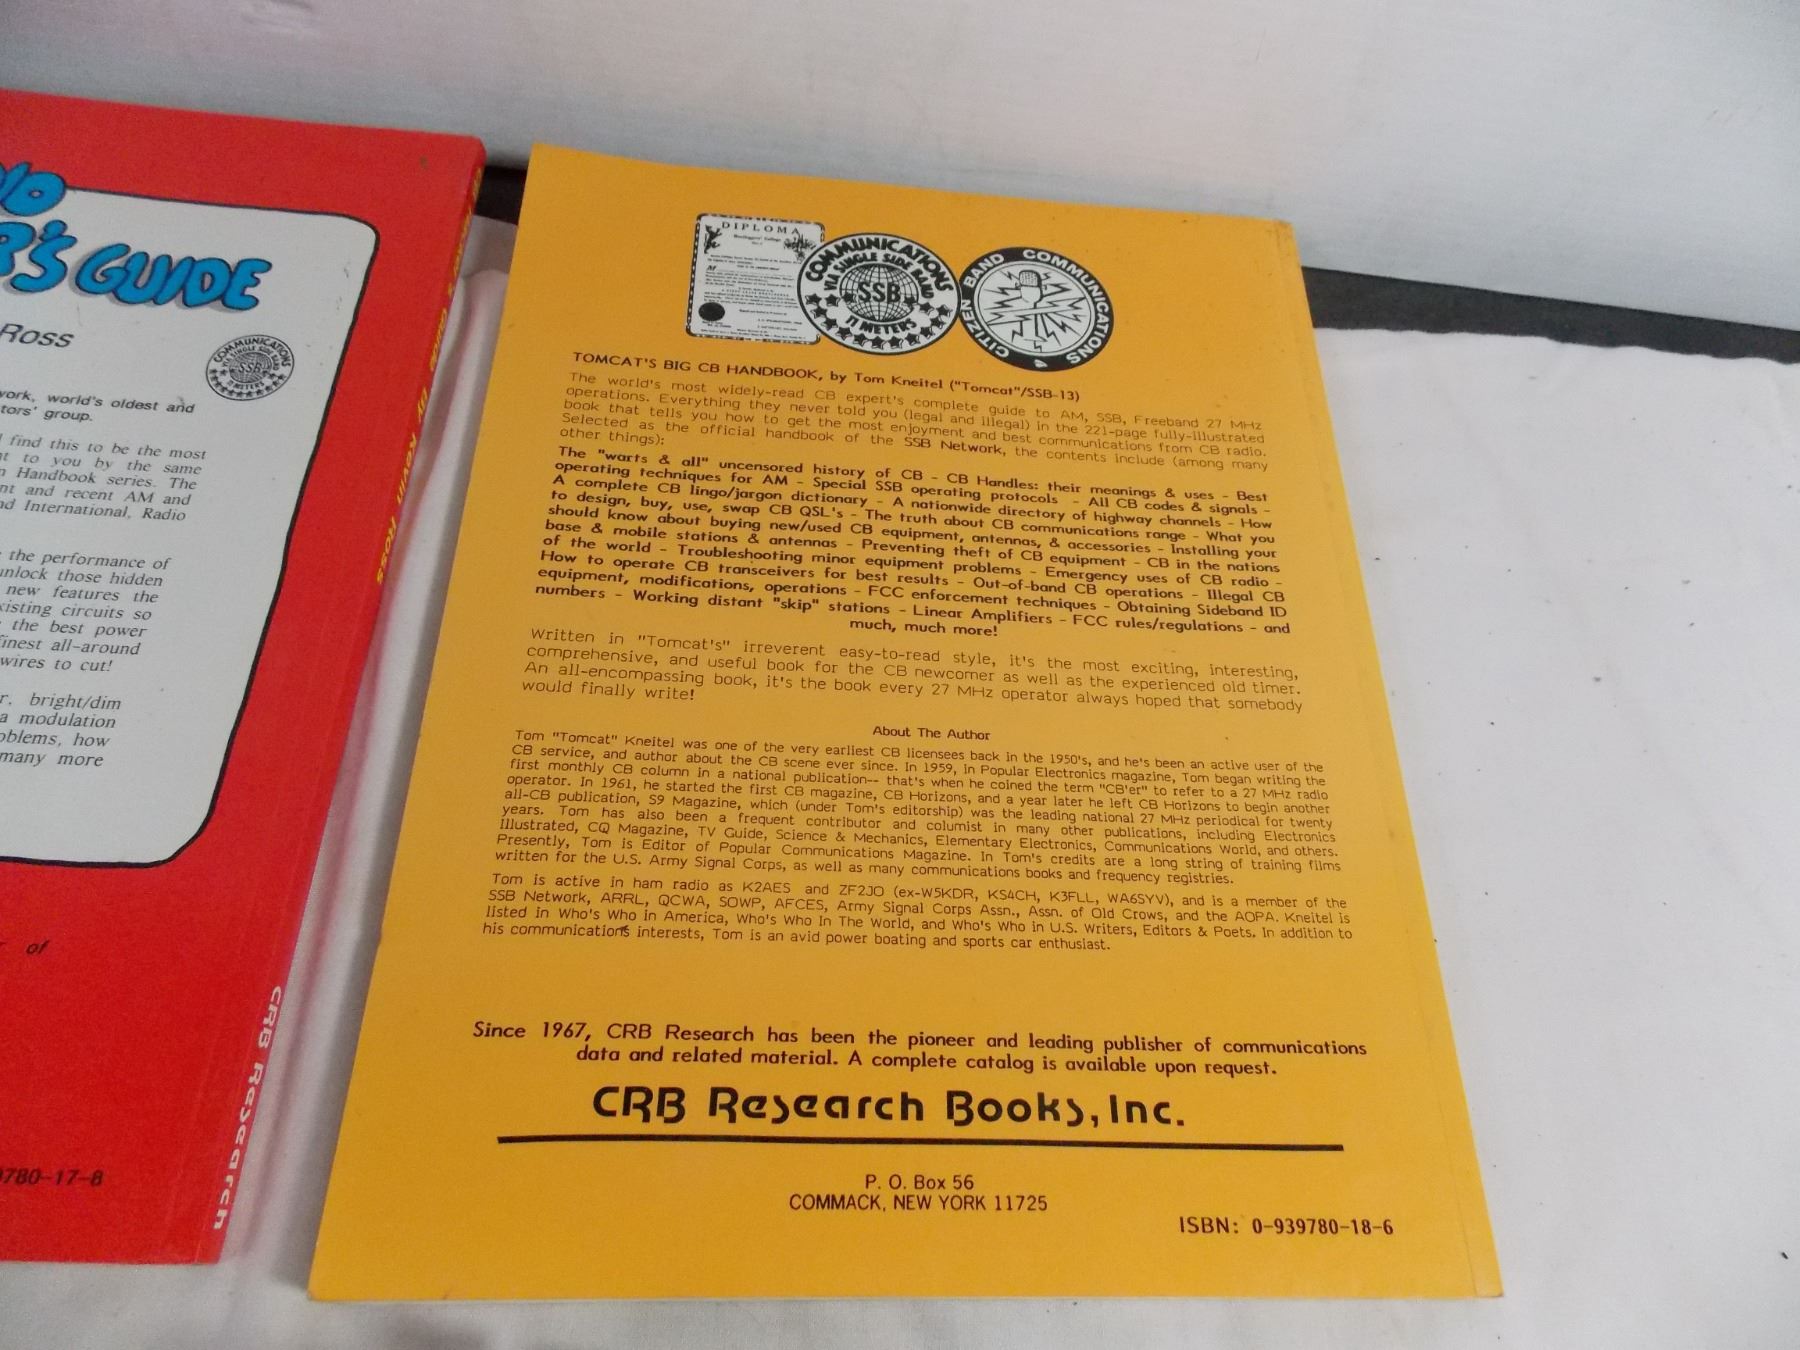 DIO
R'S GUIDE
Ross
COMMUNICATIONS
VIA SINGLE SIDE BAND
SSB
11 METERS
work, world's oldest and
tors' group.
l find this to be the most
nt to you by the same
n Handbook series. The
nt and recent AM and
nd International, Radio
the performance of
unlock those hidden
new features the
xisting circuits so
the best power
finest all-around
wires to cut!
r, bright/dim
a modulation
oblems, how
many more
of
9780-17-8
Guide by Kevin Ross
CRB Research
DIPLOMA
COMMUNICATIONS
VIA SINGLE SIDE BAND
SSB
11 METERS
CITIZEN BAND COMMUNICATIONS
TOMCAT'S BIG CB HANDBOOK, by Tom Kneitel ("Tomcat"/SSB-13)
The world's most widely-read CB expert's complete guide to AM, SSB, Freeband 27 MHz
operations. Everything they never told you (legal and illegal) in the 221-page fully-illustrated
book that tells you how to get the most enjoyment and best communications from CB radio.
Selected as the official handbook of the SSB Network, the contents include (among many
other things):
The "warts & all" uncensored history of CB - CB Handles: their meanings & uses - Best
operating techniques for AM - Special SSB operating protocols - All CB codes & signals -
A complete CB lingo/jargon dictionary - A nationwide directory of highway channels - How
to design, buy, use, swap CB QSL's - The truth about CB communications range - What you
should know about buying new/used CB equipment, antennas, & accessories - Installing your
base & mobile stations & antennas - Preventing theft of CB equipment - CB in the nations
of the world - Troubleshooting minor equipment problems - Emergency uses of CB radio -
How to operate CB transceivers for best results - Out-of-band CB operations - Illegal CB
equipment, modifications, operations - FCC enforcement techniques - Obtaining Sideband ID
numbers - Working distant "skip" stations - Linear Amplifiers - FCC rules/regulations - and
much, much more!
Written in "Tomcat's" irreverent easy-to-read style, it's the most exciting, interesting,
comprehensive, and useful book for the CB newcomer as well as the experienced old timer.
An all-encompassing book, it's the book every 27 MHz operator always hoped that somebody
would finally write!
About The Author
Tom "Tomcat" Kneitel was one of the very earliest CB licensees back in the 1950's, and he's been an active user of the
CB service, and author about the CB scene ever since. In 1959, in Popular Electronics magazine, Tom began writing the
first monthly CB column in a national publication-- that's when he coined the term "CB'er" to refer to a 27 MHz radio
operator. In 1961, he started the first CB magazine, CB Horizons, and a year later he left CB Horizons to begin another
all-CB publication, S9 Magazine, which (under Tom's editorship) was the leading national 27 MHz periodical for twenty
years. Tom has also been a frequent contributor and columist in many other publications, including Electronics
Illustrated, CQ Magazine, TV Guide, Science & Mechanics, Elementary Electronics, Communications World, and others.
Presently, Tom is Editor of Popular Communications Magazine. In Tom's credits are a long string of training films
written for the U.S. Army Signal Corps, as well as many communications books and frequency registries.
Tom is active in ham radio as K2AES and ZF2JO (ex-W5KDR, KS4CH, K3FLL, WA6SYV), and is a member of the
SSB Network, ARRL, QCWA, SOWP, AFCES, Army Signal Corps Assn., Assn. of Old Crows, and the AOPA. Kneitel is
listed in Who's Who in America, Who's Who In The World, and Who's Who in U.S. Writers, Editors & Poets. In addition to
his communications interests, Tom is an avid power boating and sports car enthusiast.
Since 1967, CRB Research has been the pioneer and leading publisher of communications
data and related material. A complete catalog is available upon request.
CRB Research Books, Inc.
P. O. Box 56
COMMACK, NEW YORK 11725
ISBN: 0-939780-18-6